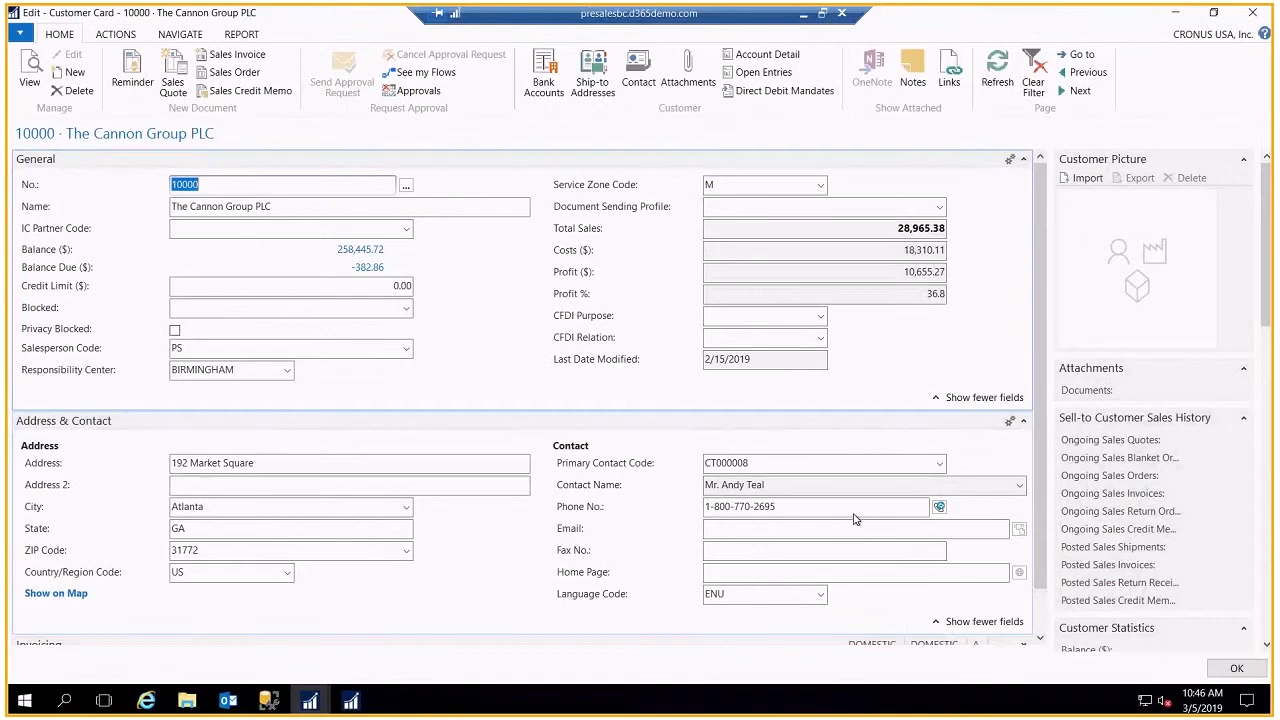 Edit - Customer Card - 10000 · The Cannon Group PLC
presalesbc.d365demo.com
HOME ACTIONS NAVIGATE REPORT
CRONUS USA, Inc.
View
Edit
New
Delete
Manage
Reminder
Sales Quote
Sales Invoice
Sales Order
Sales Credit Memo
New Document
Send Approval Request
Cancel Approval Request
See my Flows
Approvals
Request Approval
Bank Accounts
Ship-to Addresses
Contact
Attachments
Account Detail
Open Entries
Direct Debit Mandates
Customer
OneNote
Notes
Links
Show Attached
Refresh
Clear Filter
Go to
Previous
Next
Page
10000 · The Cannon Group PLC
General
No.: 10000 ...
Name: The Cannon Group PLC
IC Partner Code:
Balance ($): 258,445.72
Balance Due ($): -382.86
Credit Limit ($): 0.00
Blocked:
Privacy Blocked:
Salesperson Code: PS
Responsibility Center: BIRMINGHAM
Service Zone Code: M
Document Sending Profile:
Total Sales: 28,965.38
Costs ($): 18,310.11
Profit ($): 10,655.27
Profit %: 36.8
CFDI Purpose:
CFDI Relation:
Last Date Modified: 2/15/2019
Show fewer fields
Address & Contact
Address
Address: 192 Market Square
Address 2:
City: Atlanta
State: GA
ZIP Code: 31772
Country/Region Code: US
Show on Map
Contact
Primary Contact Code: CT000008
Contact Name: Mr. Andy Teal
Phone No.: 1-800-770-2695
Email:
Fax No.:
Home Page:
Language Code: ENU
Show fewer fields
Invoicing DOMESTIC DOMESTIC A
Customer Picture
Import Export Delete
Attachments
Documents:
Sell-to Customer Sales History
Ongoing Sales Quotes:
Ongoing Sales Blanket Or...
Ongoing Sales Orders:
Ongoing Sales Invoices:
Ongoing Sales Return Ord...
Ongoing Sales Credit Me...
Posted Sales Shipments:
Posted Sales Invoices:
Posted Sales Return Recei...
Posted Sales Credit Mem...
Customer Statistics
Balance ($):
OK
10:46 AM
3/5/2019